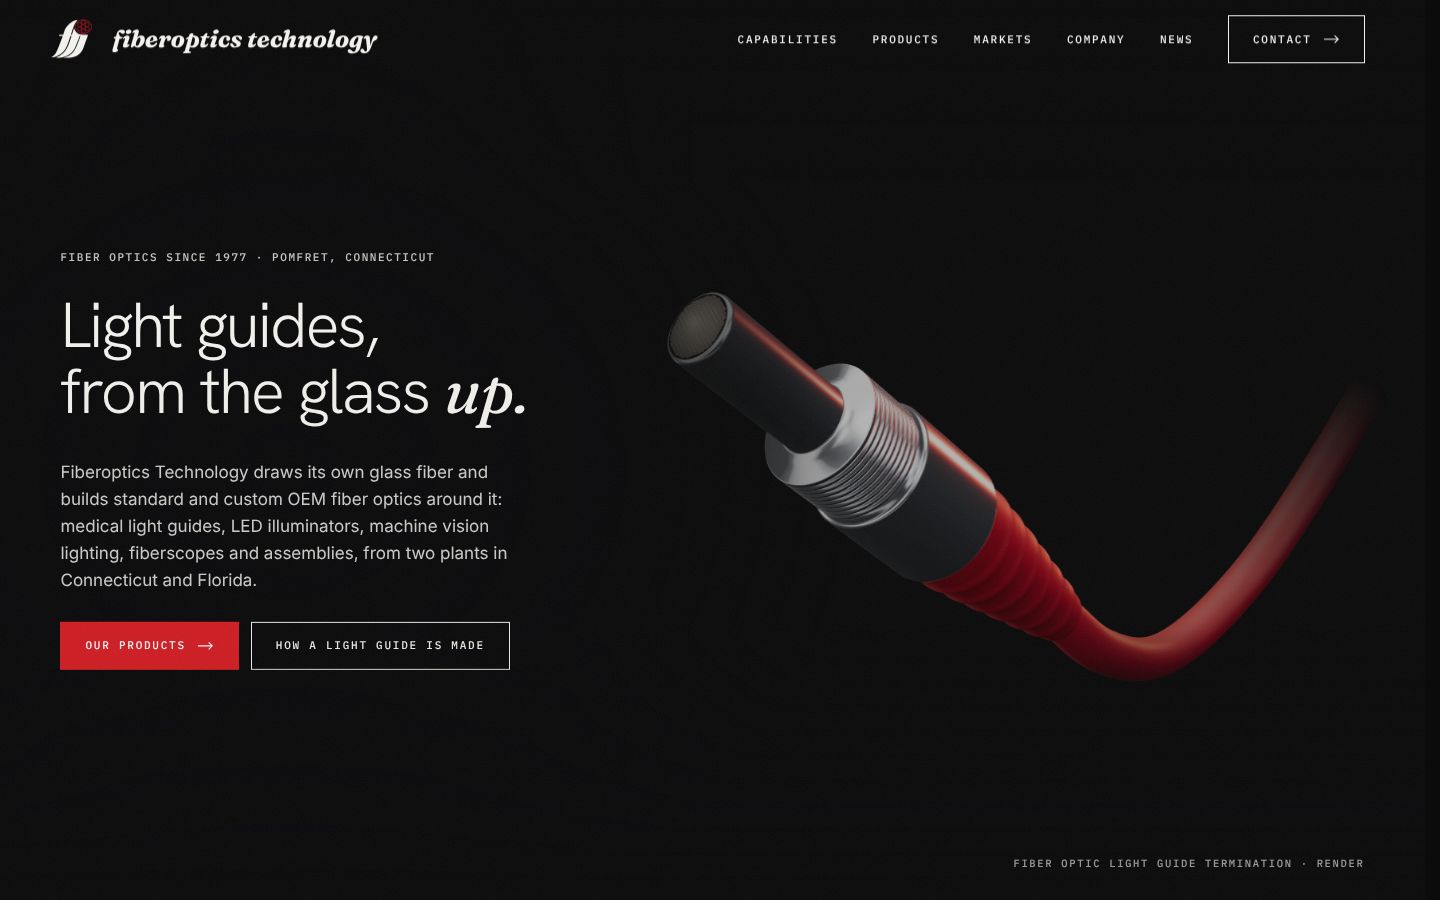 fiberoptics technology
CAPABILITIES PRODUCTS MARKETS COMPANY NEWS CONTACT →
FIBER OPTICS SINCE 1977 · POMFRET, CONNECTICUT
Light guides,
from the glass up.
Fiberoptics Technology draws its own glass fiber and
builds standard and custom OEM fiber optics around it:
medical light guides, LED illuminators, machine vision
lighting, fiberscopes and assemblies, from two plants in
Connecticut and Florida.
OUR PRODUCTS → HOW A LIGHT GUIDE IS MADE
FIBER OPTIC LIGHT GUIDE TERMINATION · RENDER